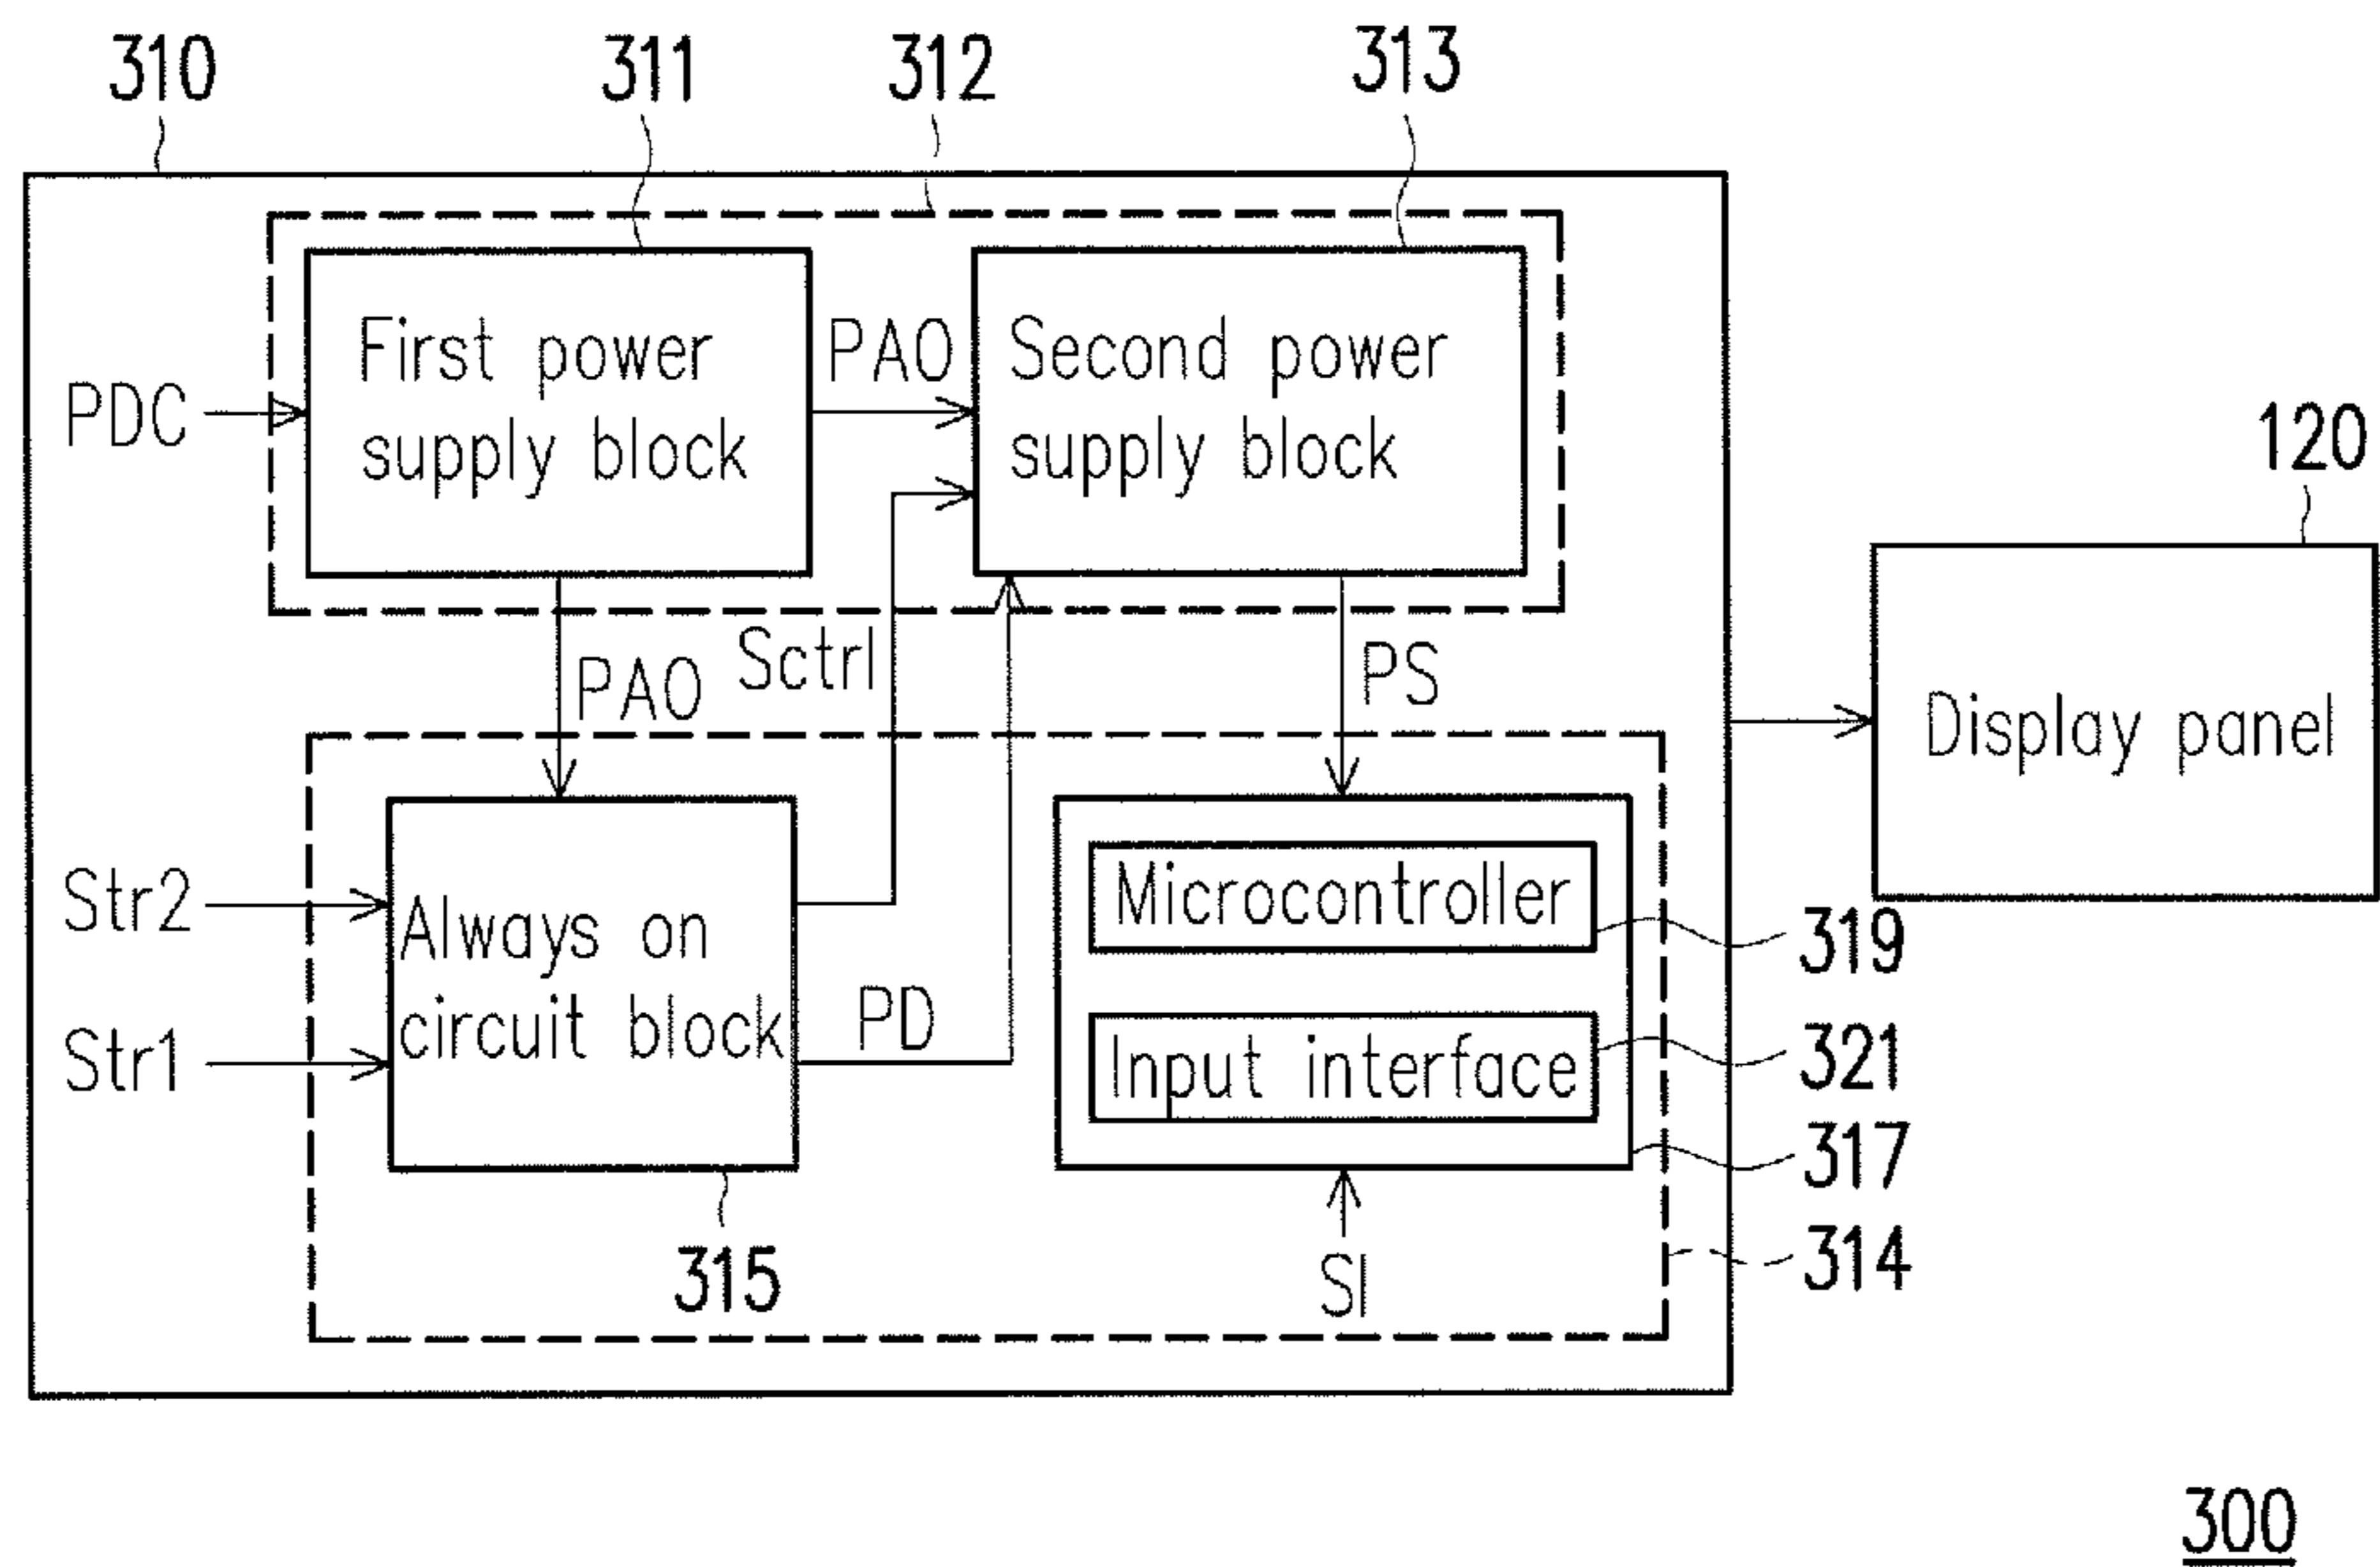 310
311
312
313
First power
supply block
PAO
Second power
supply block
PDC
120
Sctrl
PAO
PS
Display panel
Str2
Always on
circuit block
Microcontroller
319
Str1
PD
Input interface
321
317
315
SI
314
300